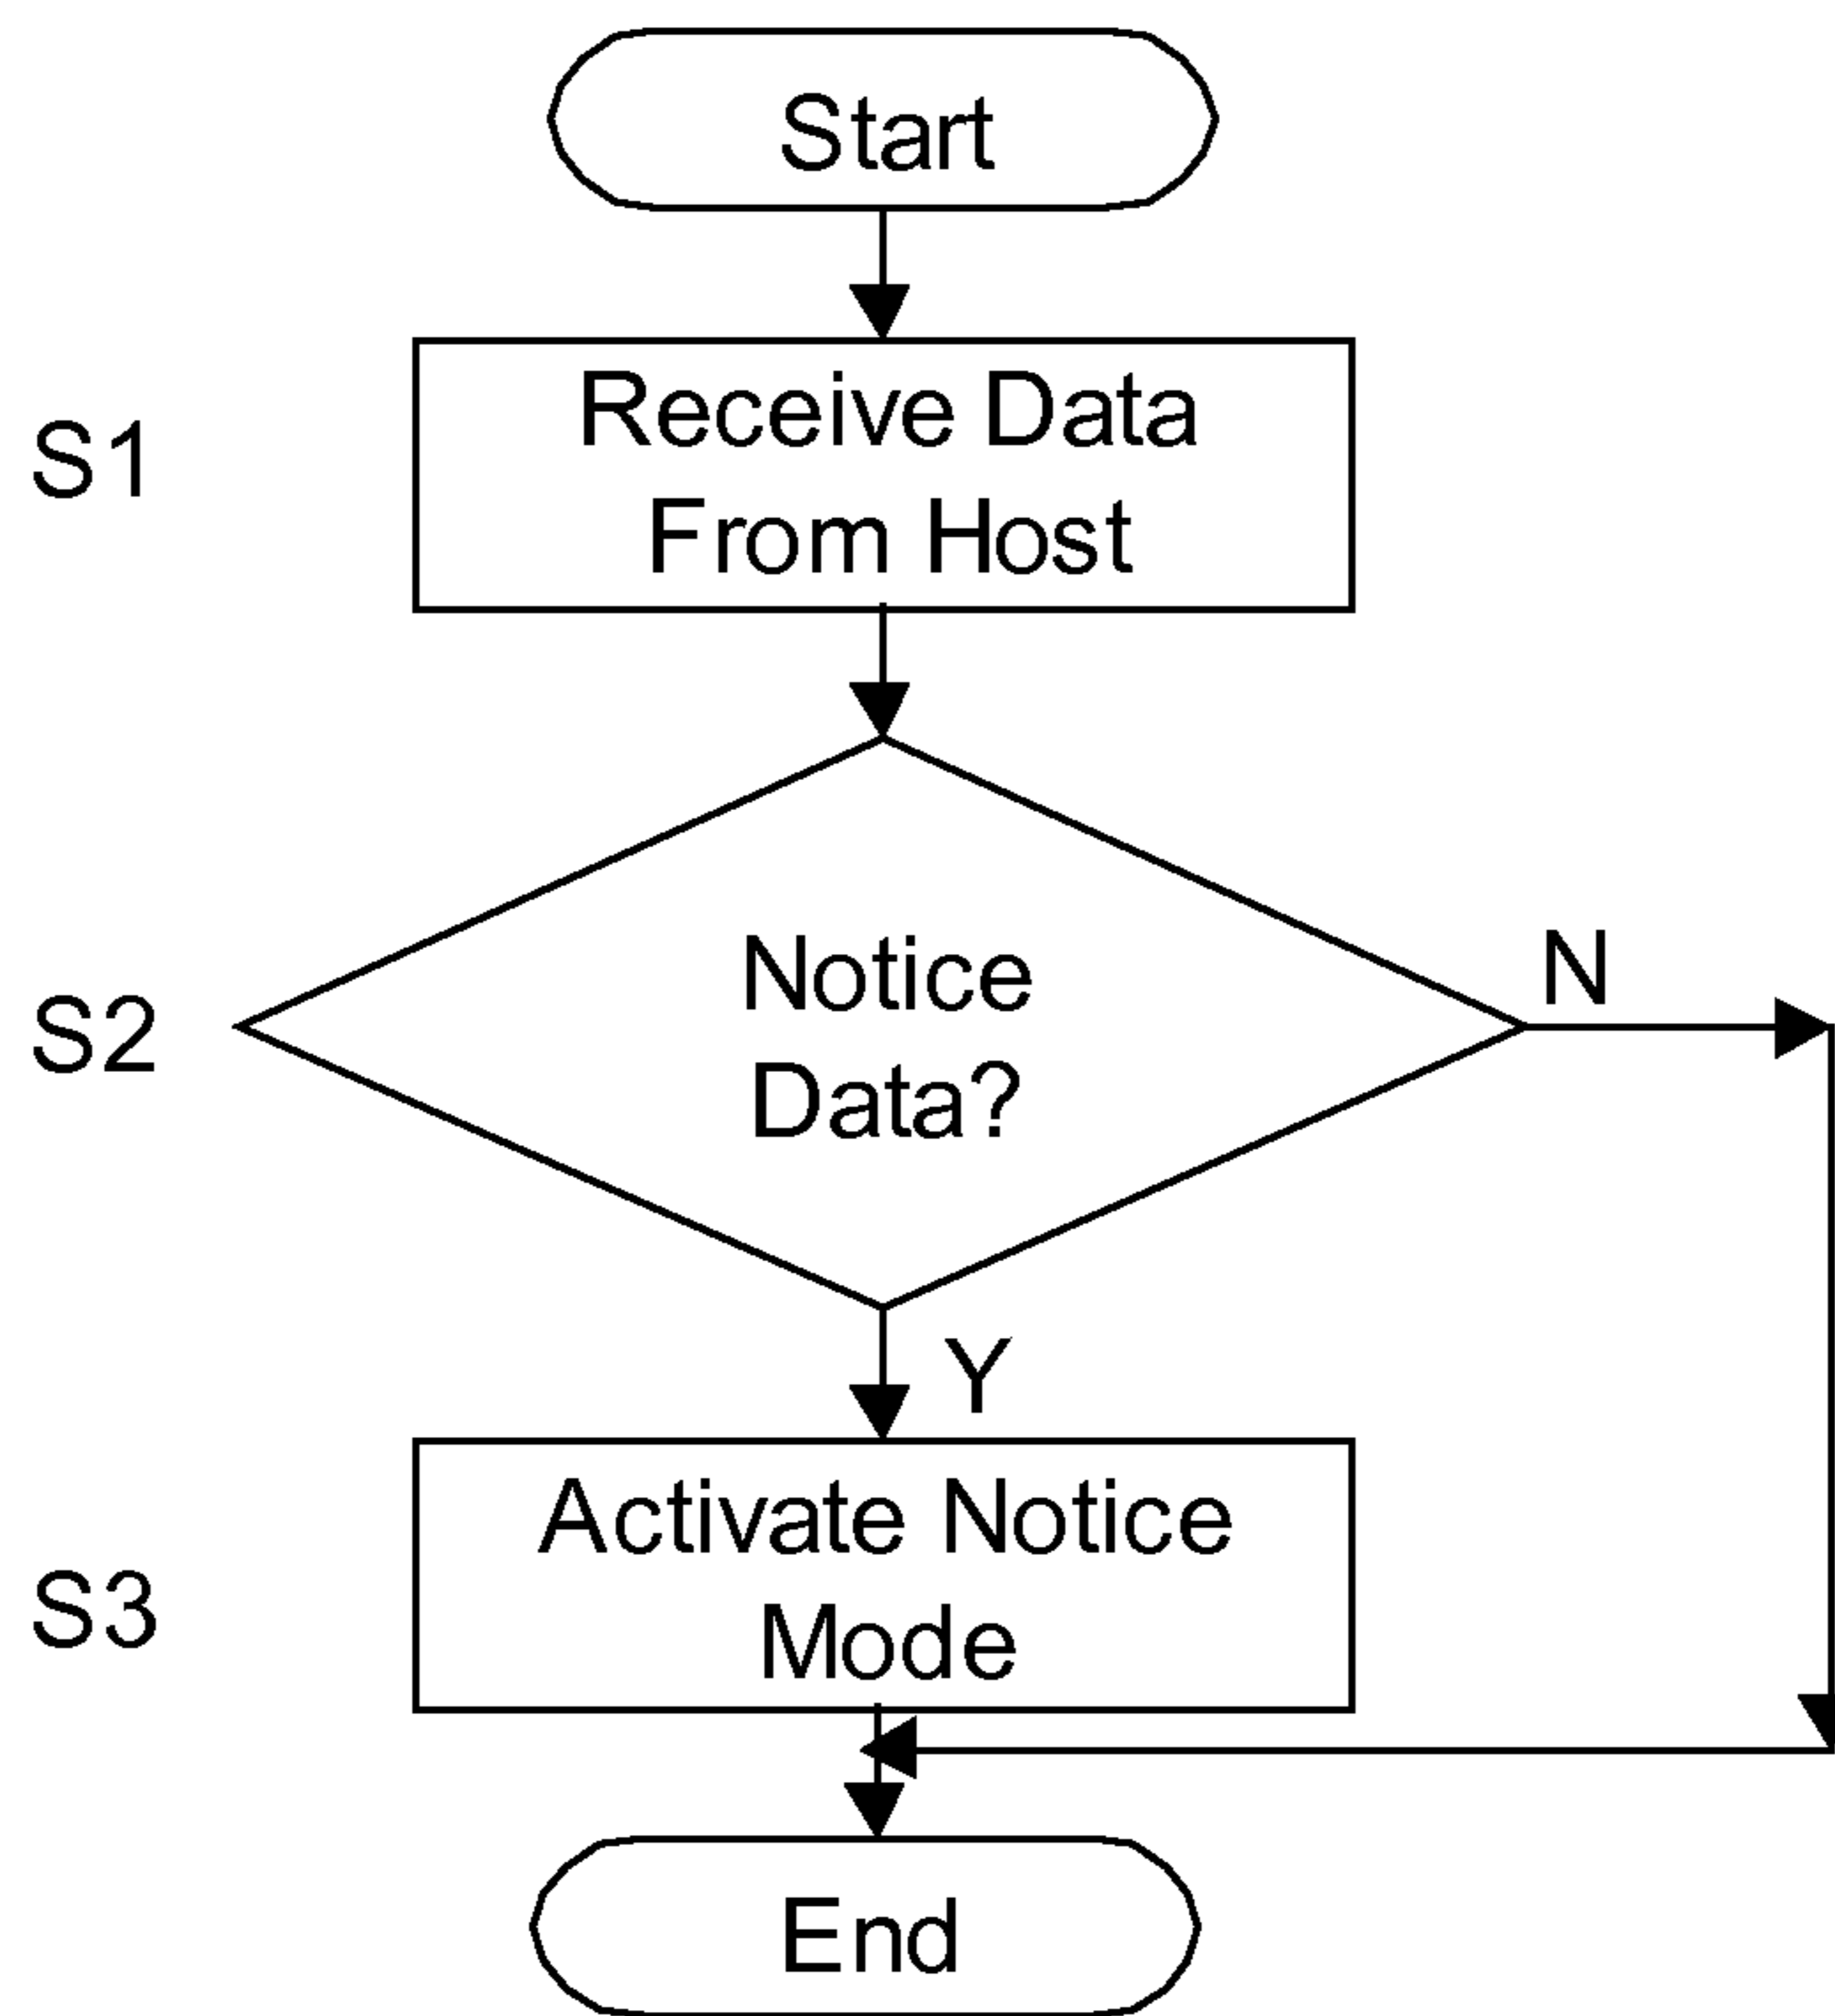 Start
S1
Receive Data
From Host
S2
Notice
Data?
N
Y
S3
Activate Notice
Mode
End